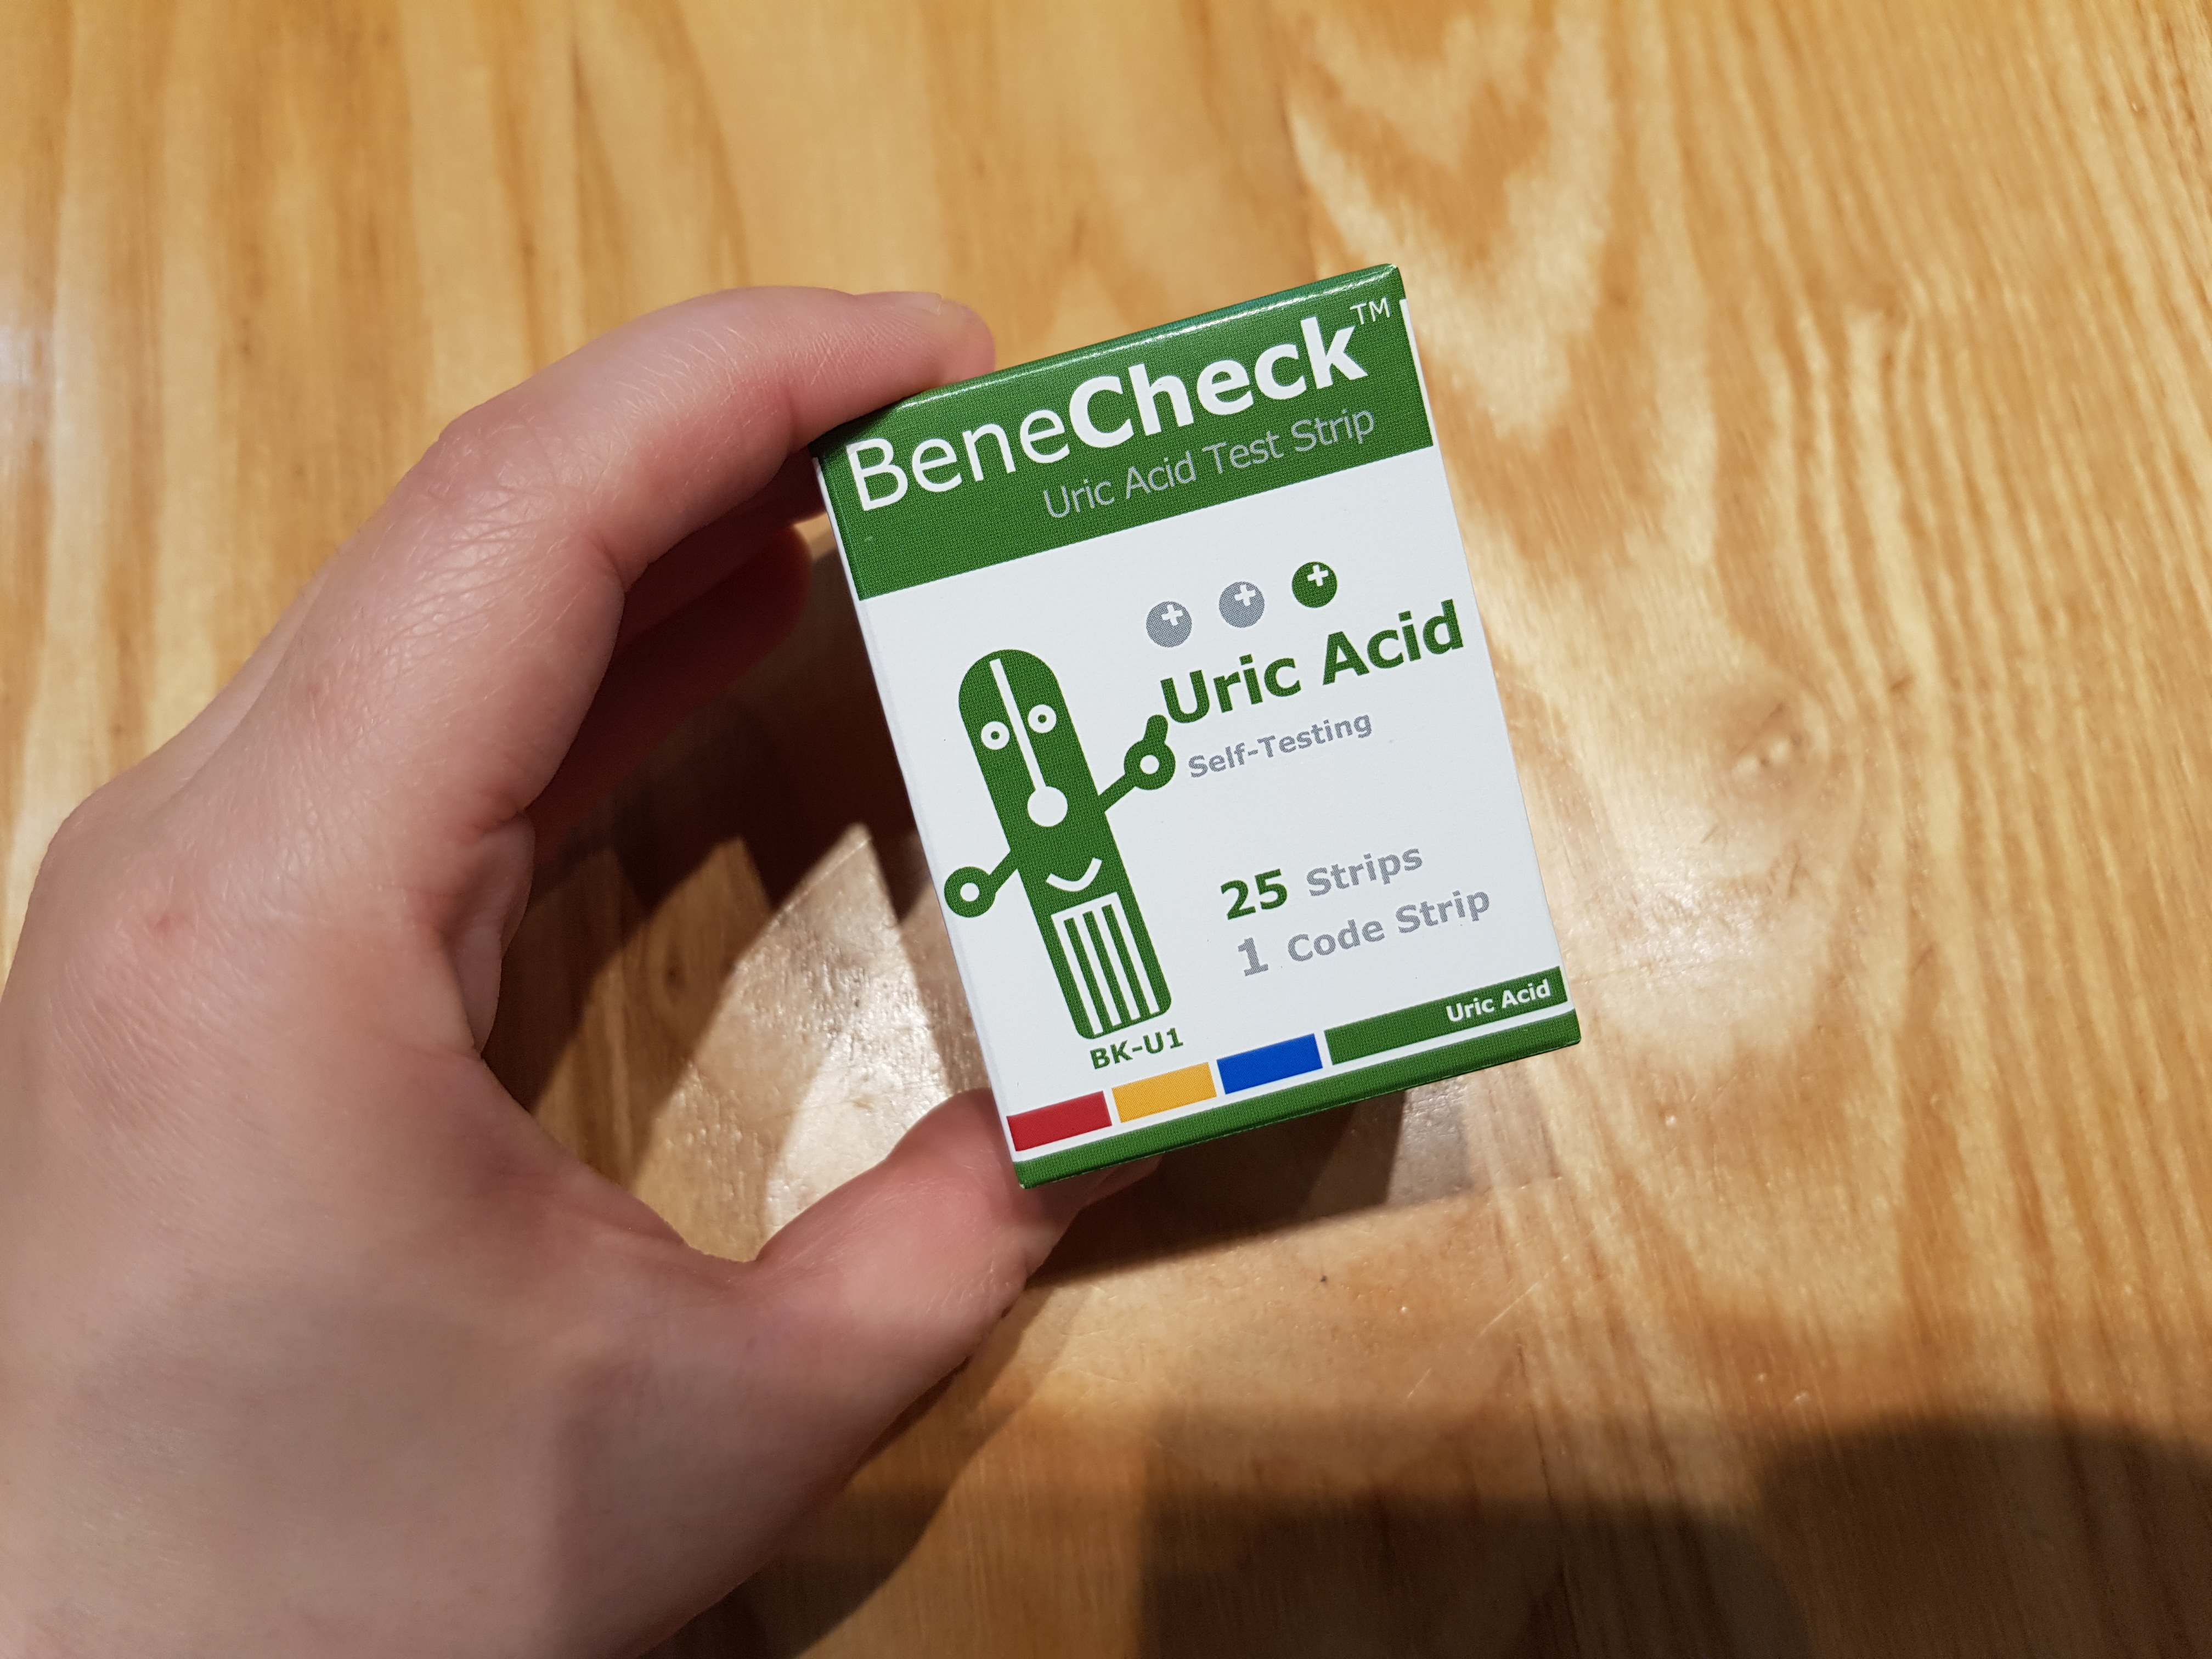 BeneCheck™
Uric Acid Test Strip
Uric Acid
Self-Testing
25 Strips
1 Code Strip
BK-U1
Uric Acid